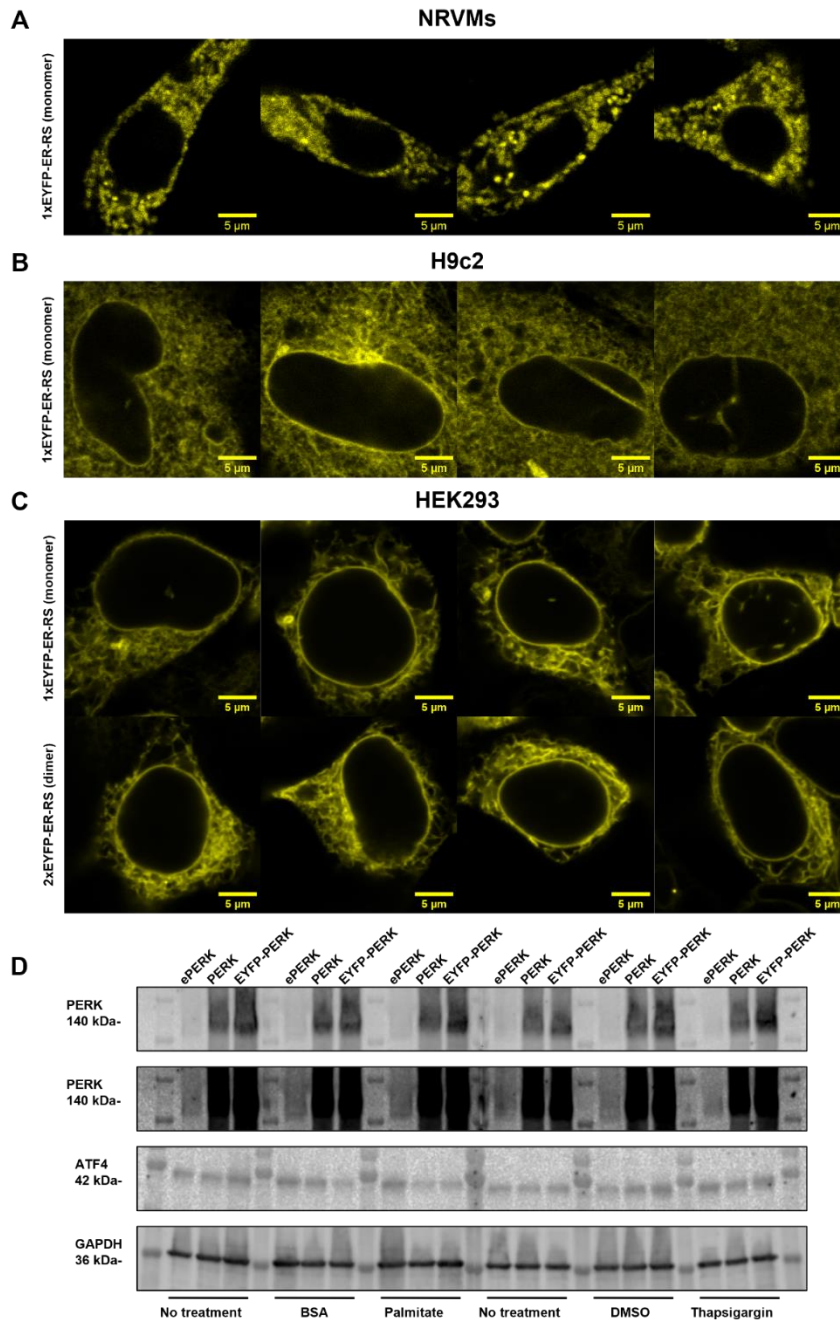 A
NRVMs
1xEYFP-ER-RS (monomer)
5 µm
5 µm
5 µm
5 µm
B
H9c2
1xEYFP-ER-RS (monomer)
5 µm
5 µm
5 µm
5 µm
C
HEK293
1xEYFP-ER-RS (monomer)
5 µm
5 µm
5 µm
5 µm
2xEYFP-ER-RS (dimer)
5 µm
5 µm
5 µm
5 µm
D
ePERK PERK EYFP-PERK ePERK PERK EYFP-PERK ePERK PERK EYFP-PERK ePERK PERK EYFP-PERK ePERK PERK EYFP-PERK ePERK PERK EYFP-PERK
PERK
140 kDa-
PERK
140 kDa-
ATF4
42 kDa-
GAPDH
36 kDa-
No treatment BSA Palmitate No treatment DMSO Thapsigargin